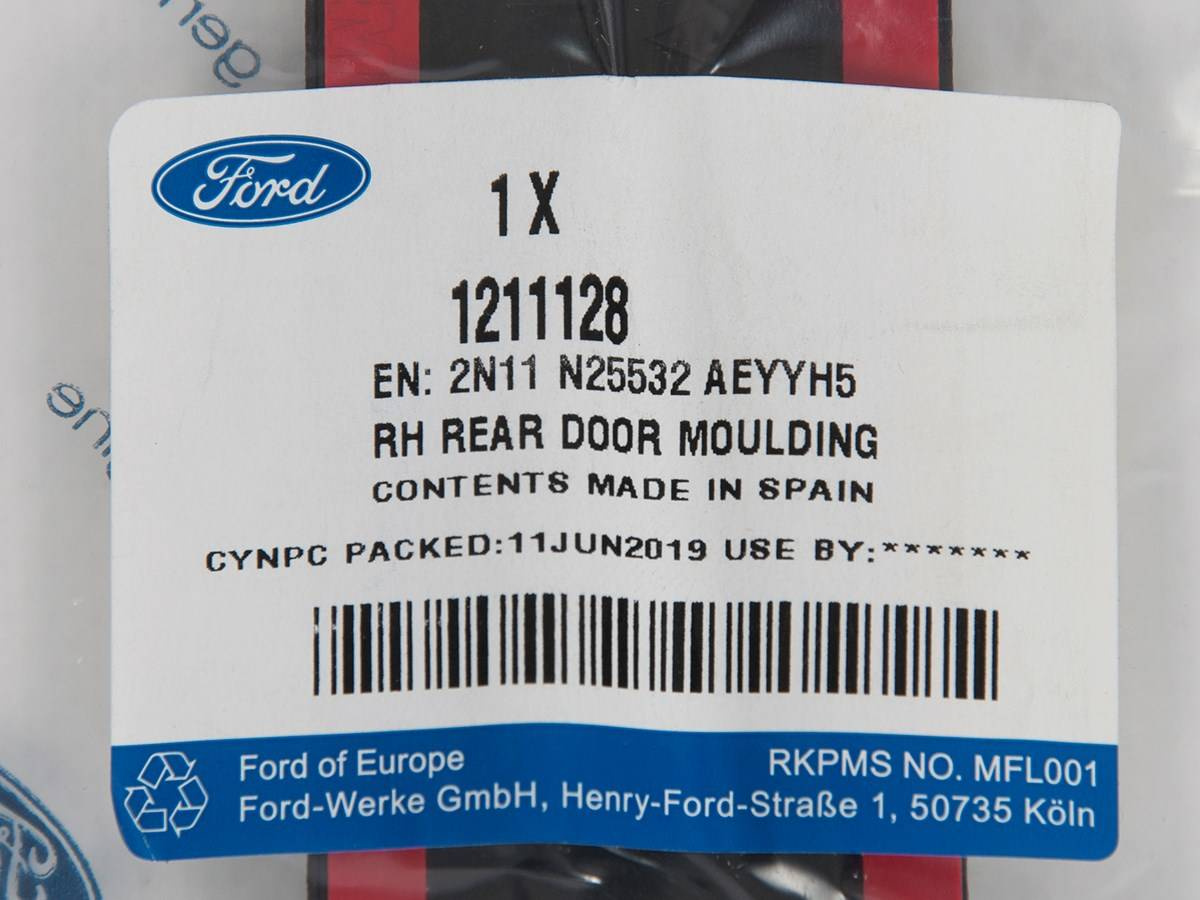 genu
Ford
1 X
1211128
EN: 2N11 N25532 AEYYH5
RH REAR DOOR MOULDING
CONTENTS MADE IN SPAIN
CYNPC PACKED:11JUN2019 USE BY:*******
Ford of Europe
RKPMS NO. MFL001
Ford-Werke GmbH, Henry-Ford-Straße 1, 50735 Köln